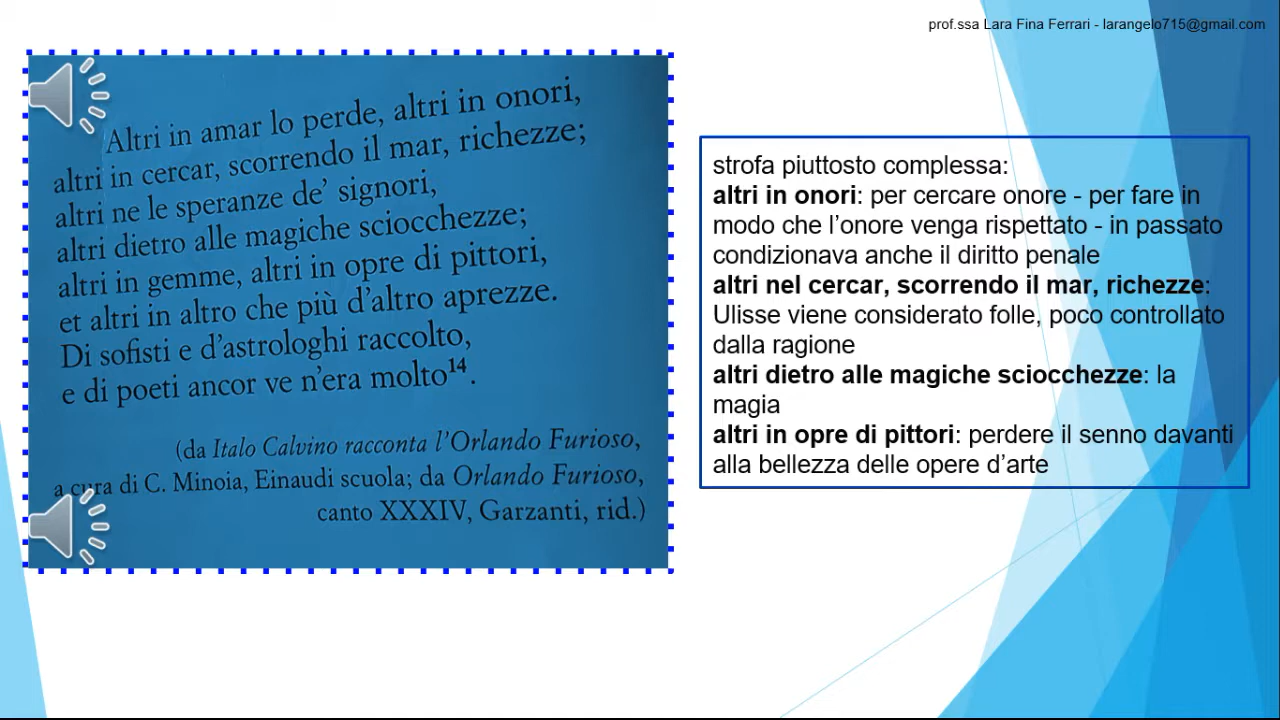 prof.ssa Lara Fina Ferrari - larangelo715@gmail.com
Altri in amar lo perde, altri in onori,
altri in cercar, scorrendo il mar, richezze;
altri ne le speranze de' signori,
altri dietro alle magiche sciocchezze;
altri in gemme, altri in opre di pittori,
et altri in altro che più d'altro aprezze.
Di sofisti e d'astrologhi raccolto,
e di poeti ancor ve n'era molto¹⁴.
(da Italo Calvino racconta l'Orlando Furioso,
a cura di C. Minoia, Einaudi scuola; da Orlando Furioso,
canto XXXIV, Garzanti, rid.)
strofa piuttosto complessa:
altri in onori: per cercare onore - per fare in
modo che l'onore venga rispettato - in passato
condizionava anche il diritto penale
altri nel cercar, scorrendo il mar, richezze:
Ulisse viene considerato folle, poco controllato
dalla ragione
altri dietro alle magiche sciocchezze: la
magia
altri in opre di pittori: perdere il senno davanti
alla bellezza delle opere d'arte